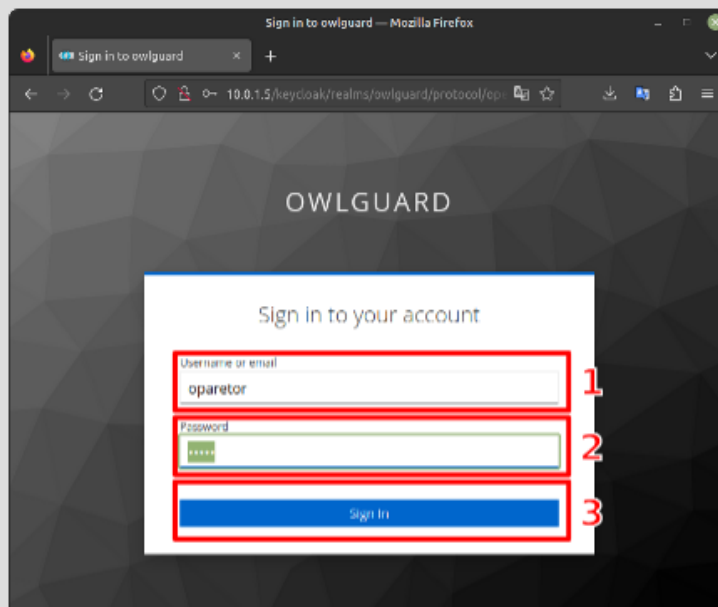 Sign in to owlguard — Mozilla Firefox
Sign in to owlguard
10.0.1.5/keycloak/realms/owlguard/protocol/ope
OWLGUARD
Sign in to your account
Username or email
oparetor
1
Password
•••••
2
Sign In
3